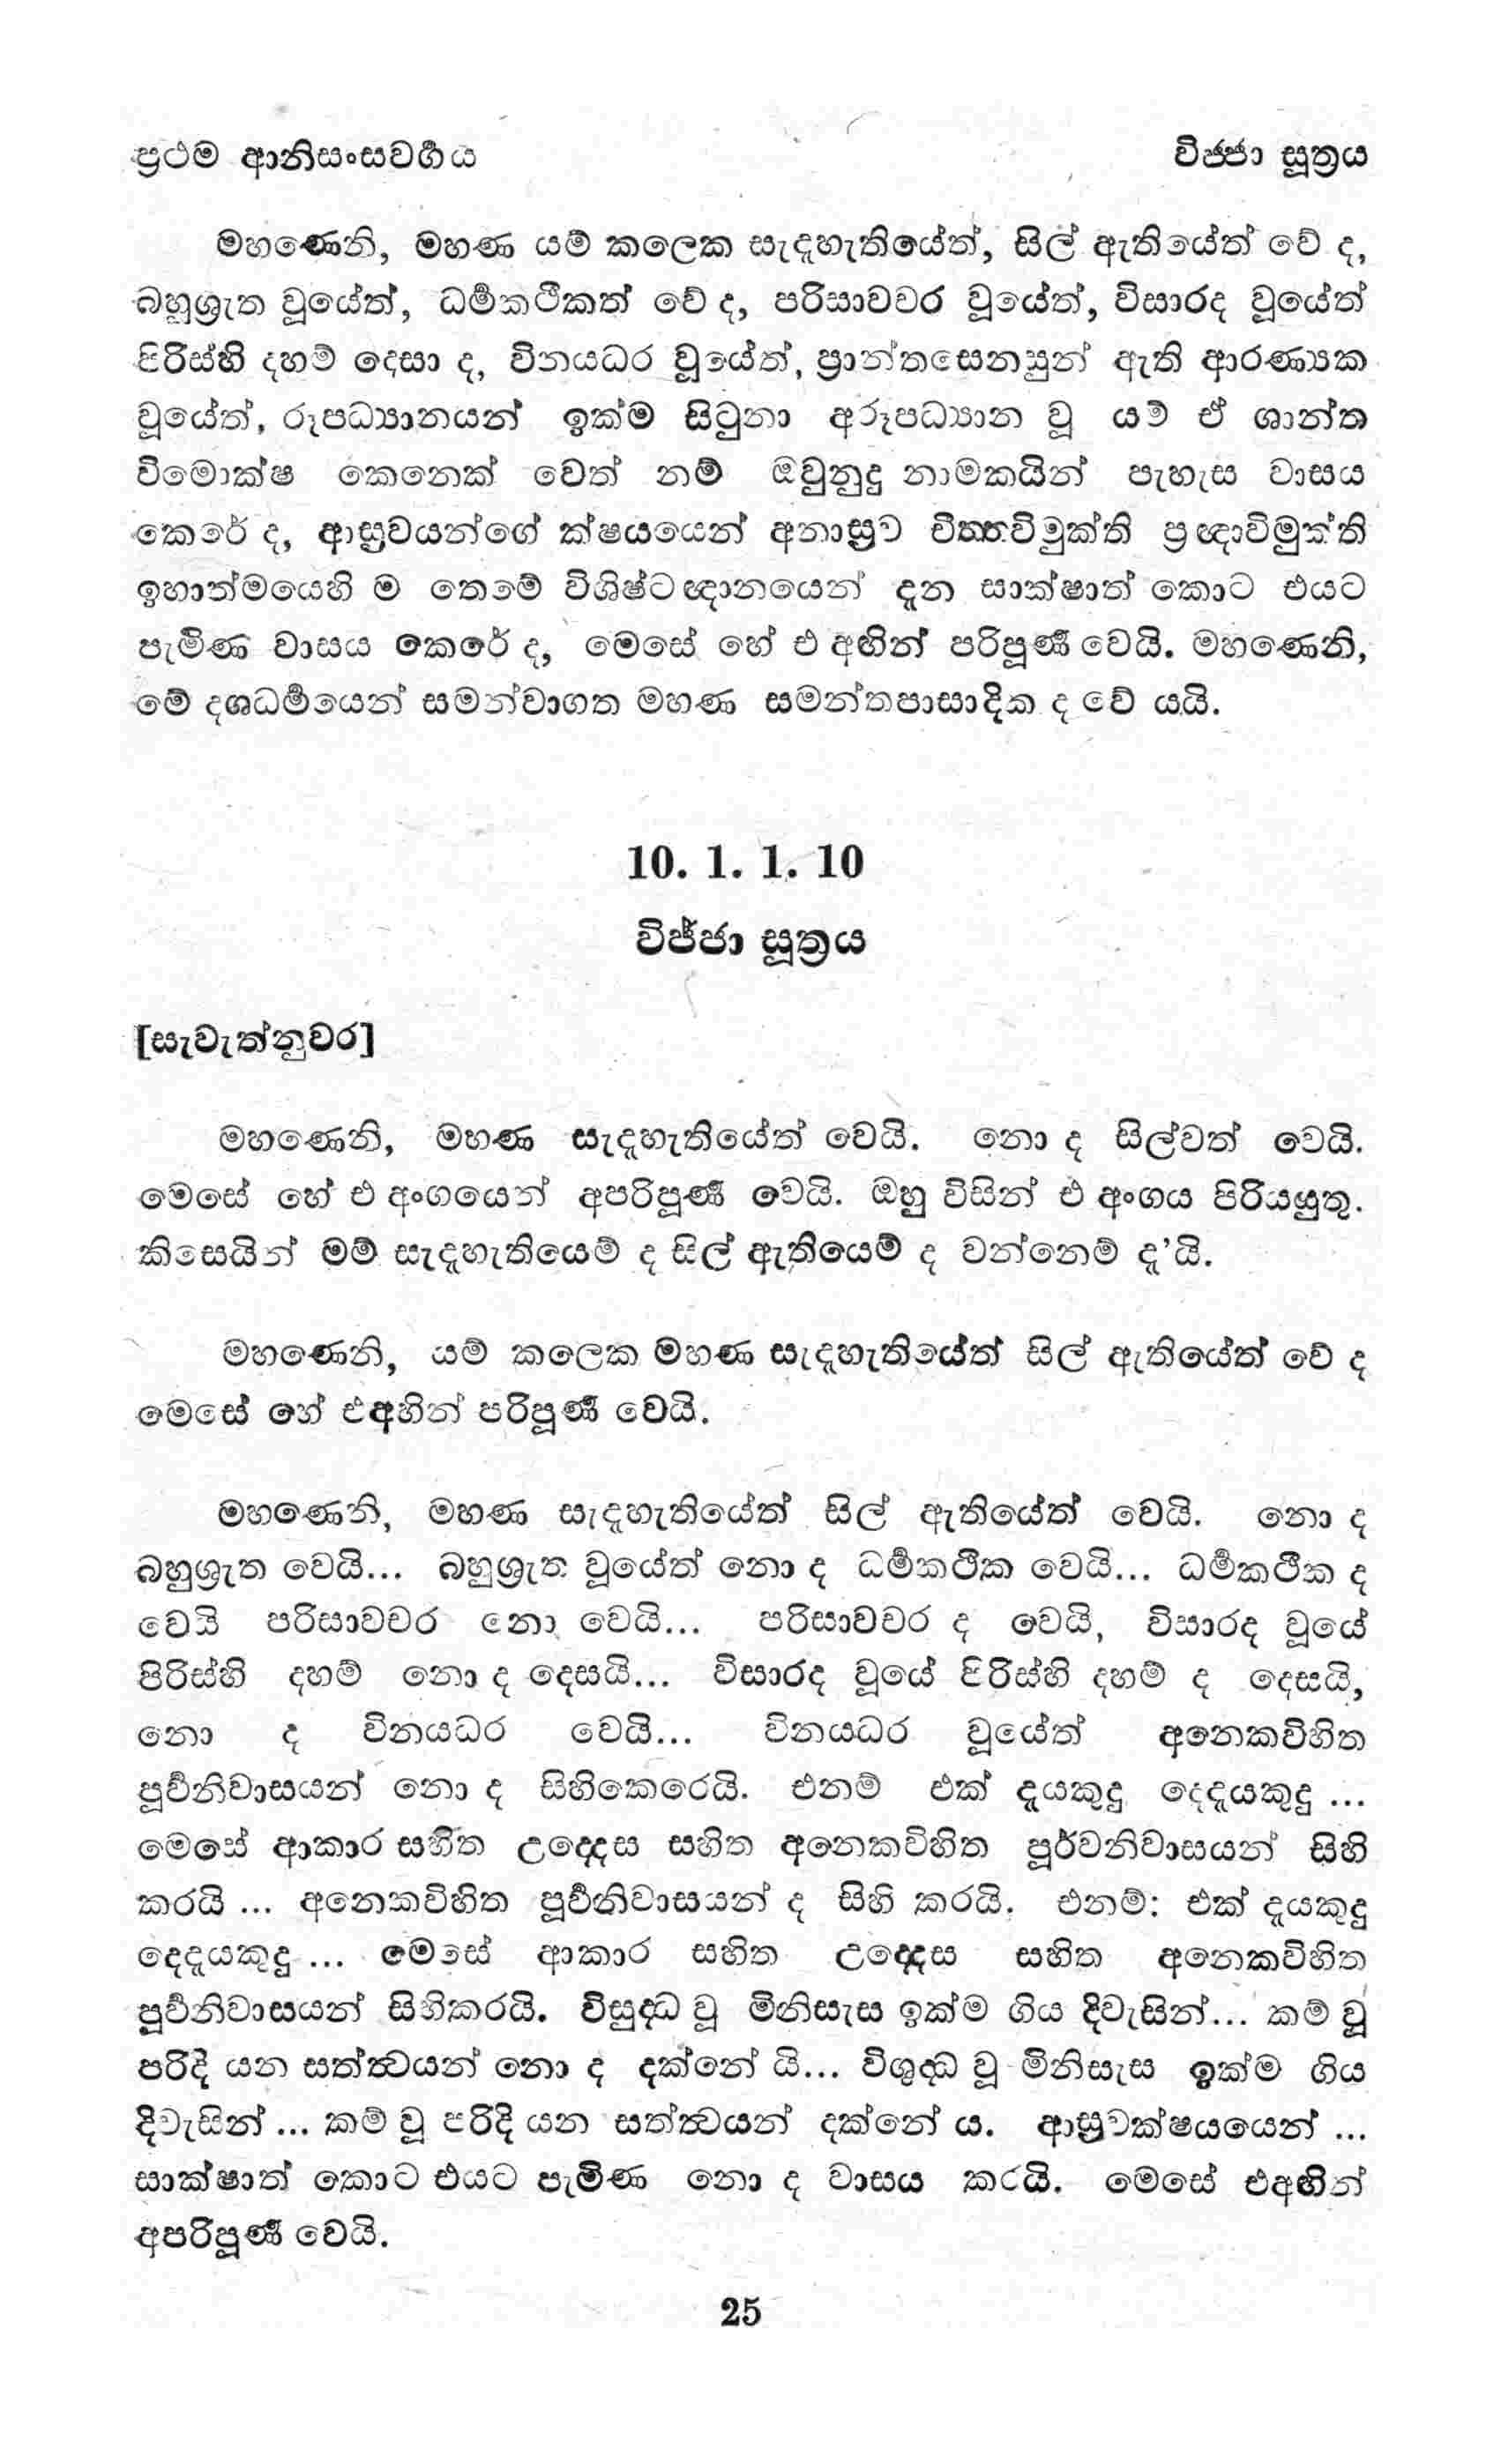 ප්‍රථම ආනිසංසවර්‍ගය විජ්ජා සූත්‍රය
මහණෙනි, මහණ යම් කලෙක සැදැහැතියේත්, සිල් ඇතියේත් වේ ද,
බහුශ්‍රැත වූයේත්, ධර්‍මකථිකත් වේ ද, පරිසාවචර වූයේත්, විසාරද වූයේත්
පිරිස්හි දහම් දෙසා ද, විනයධර වූයේත්, ප්‍රාන්තසෙනසුන් ඇති ආරණ්‍යක
වූයේත්, රූපධ්‍යානයන් ඉක්ම සිටුනා අරූපධ්‍යාන වූ යම් ඒ ශාන්ත
විමොක්ෂ කෙනෙක් වෙත් නම් ඔවුනුදු නාමකයින් පැහැස වාසය
කෙරේ ද, ආස්‍රවයන්ගේ ක්ෂයයෙන් අනාස්‍රව චිත්තවිමුක්ති ප්‍රඥාවිමුක්ති
ඉහාත්මයෙහි ම තෙමේ විශිෂ්ටඥානයෙන් දැන සාක්ෂාත් කොට එයට
පැමිණ වාසය කෙරේ ද, මෙසේ හේ එ අඟින් පරිපූර්‍ණ වෙයි. මහණෙනි,
මේ දශධර්‍මයෙන් සමන්වාගත මහණ සමන්තපාසාදික ද වේ යයි.
10. 1. 1. 10
විජ්ජා සූත්‍රය
[සැවැත්නුවර]
මහණෙනි, මහණ සැදැහැතියේත් වෙයි. නො ද සිල්වත් වෙයි.
මෙසේ හේ එ අංගයෙන් අපරිපූර්‍ණ වෙයි. ඔහු විසින් එ අංගය පිරියයුතු.
කිසෙයින් මම් සැදැහැතියෙම් ද සිල් ඇතියෙම් ද වන්නෙම් දැ’යි.
මහණෙනි, යම් කලෙක මහණ සැදැහැතියේත් සිල් ඇතියේත් වේ ද
මෙසේ හේ එඅඟින් පරිපූර්‍ණ වෙයි.
මහණෙනි, මහණ සැදැහැතියේත් සිල් ඇතියේත් වෙයි. නො ද
බහුශ්‍රැත වෙයි... බහුශ්‍රැත වූයේත් නො ද ධර්‍මකථික වෙයි... ධර්‍මකථික ද
වෙයි පරිසාවචර නො වෙයි... පරිසාවචර ද වෙයි, විසාරද වූයේ
පිරිස්හි දහම් නො ද දෙසයි... විසාරද වූයේ පිරිස්හි දහම් ද දෙසයි,
නො ද විනයධර වෙයි... විනයධර වූයේත් අනෙකවිහිත
පූර්‍වනිවාසයන් නො ද සිහිකෙරෙයි. එනම් එක් දැයකුදු දෙදැයකුදු ...
මෙසේ ආකාර සහිත උද්දෙස සහිත අනෙකවිහිත පූර්වනිවාසයන් සිහි
කරයි ... අනෙකවිහිත පූර්‍වනිවාසයන් ද සිහි කරයි. එනම්: එක් දැයකුදු
දෙදැයකුදු ... මෙසේ ආකාර සහිත උද්දෙස සහිත අනෙකවිහිත
පූර්‍වනිවාසයන් සිහිකරයි. විසුද්ධ වූ මිනිසැස ඉක්ම ගිය දිවැසින්... කම් වූ
පරිදි යන සත්ත්‍වයන් නො ද දක්නේ යි... විශුද්ධ වූ මිනිසැස ඉක්ම ගිය
දිවැසින් ... කම් වූ පරිදි යන සත්ත්‍වයන් දක්නේ ය. ආස්‍රවක්ෂයයෙන් ...
සාක්ෂාත් කොට එයට පැමිණ නො ද වාසය කරයි. මෙසේ එඅඟින්
අපරිපූර්‍ණ වෙයි.
25